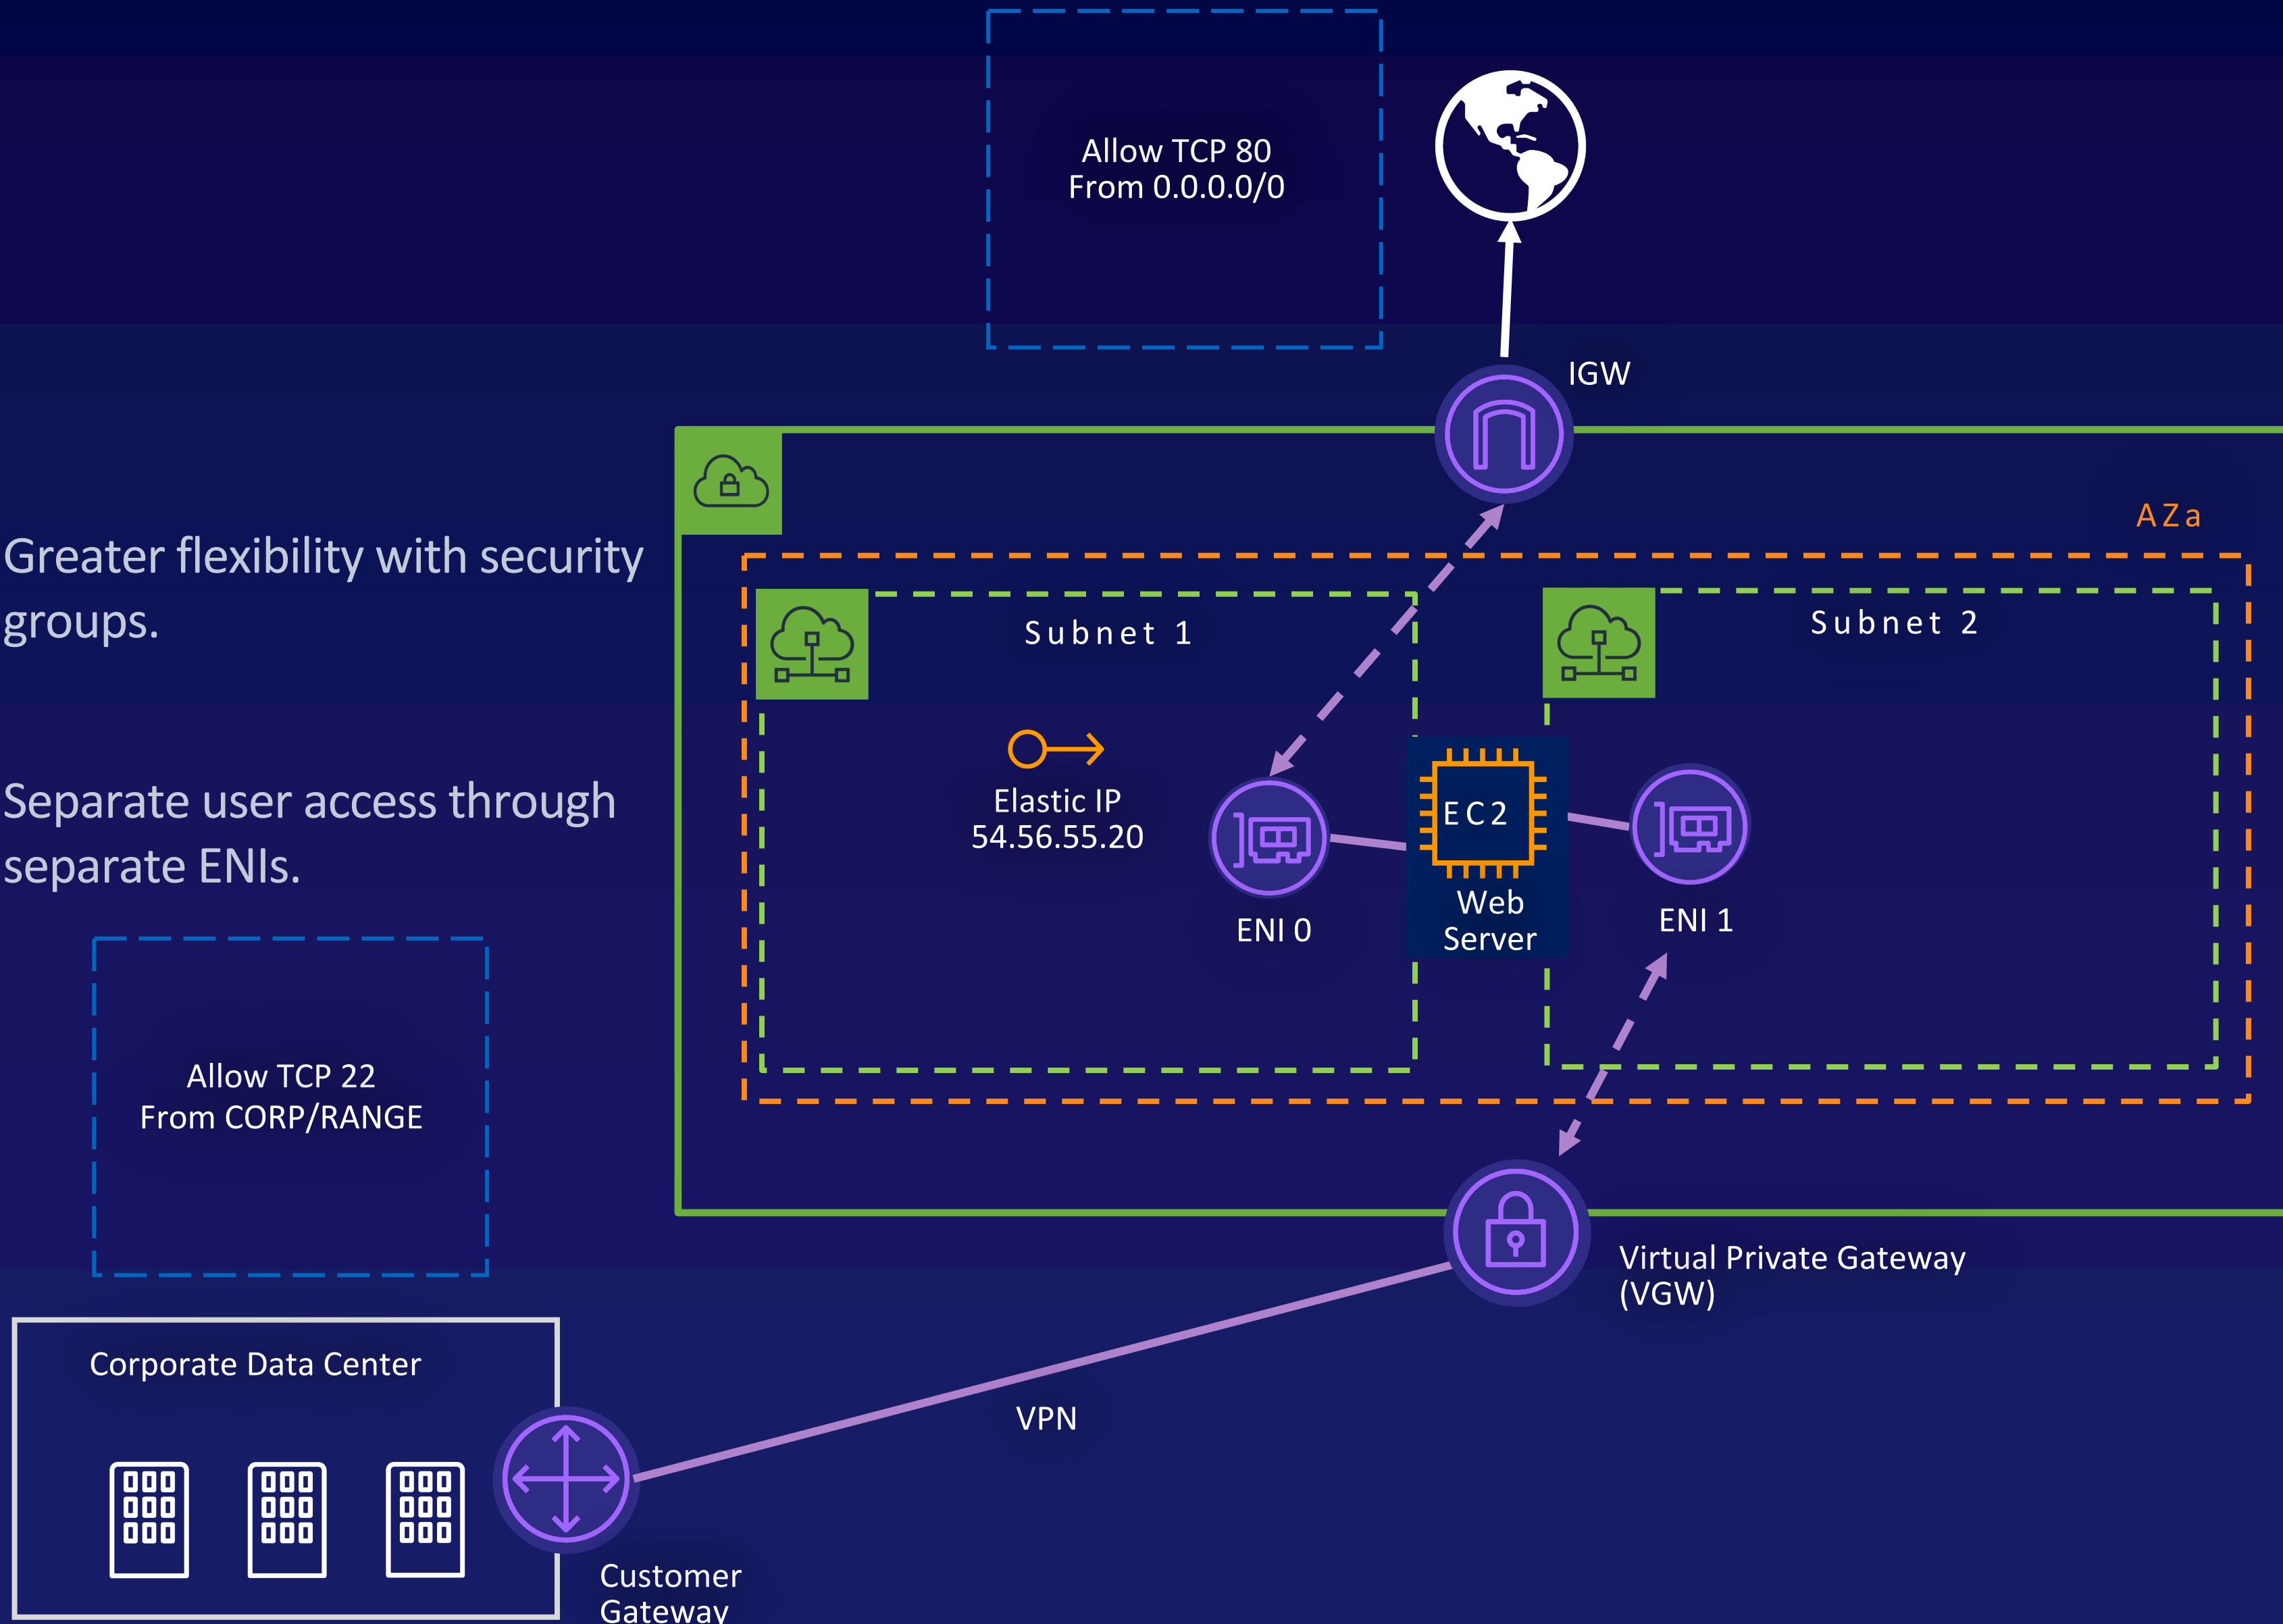 Allow TCP 80
From 0.0.0.0/0
IGW
AZa
Greater flexibility with security
groups.
Subnet 1
Subnet 2
Separate user access through
separate ENIs.
Elastic IP
54.56.55.20
EC2
Web
Server
ENI 0
ENI 1
Allow TCP 22
From CORP/RANGE
Virtual Private Gateway
(VGW)
Corporate Data Center
VPN
Customer
Gateway